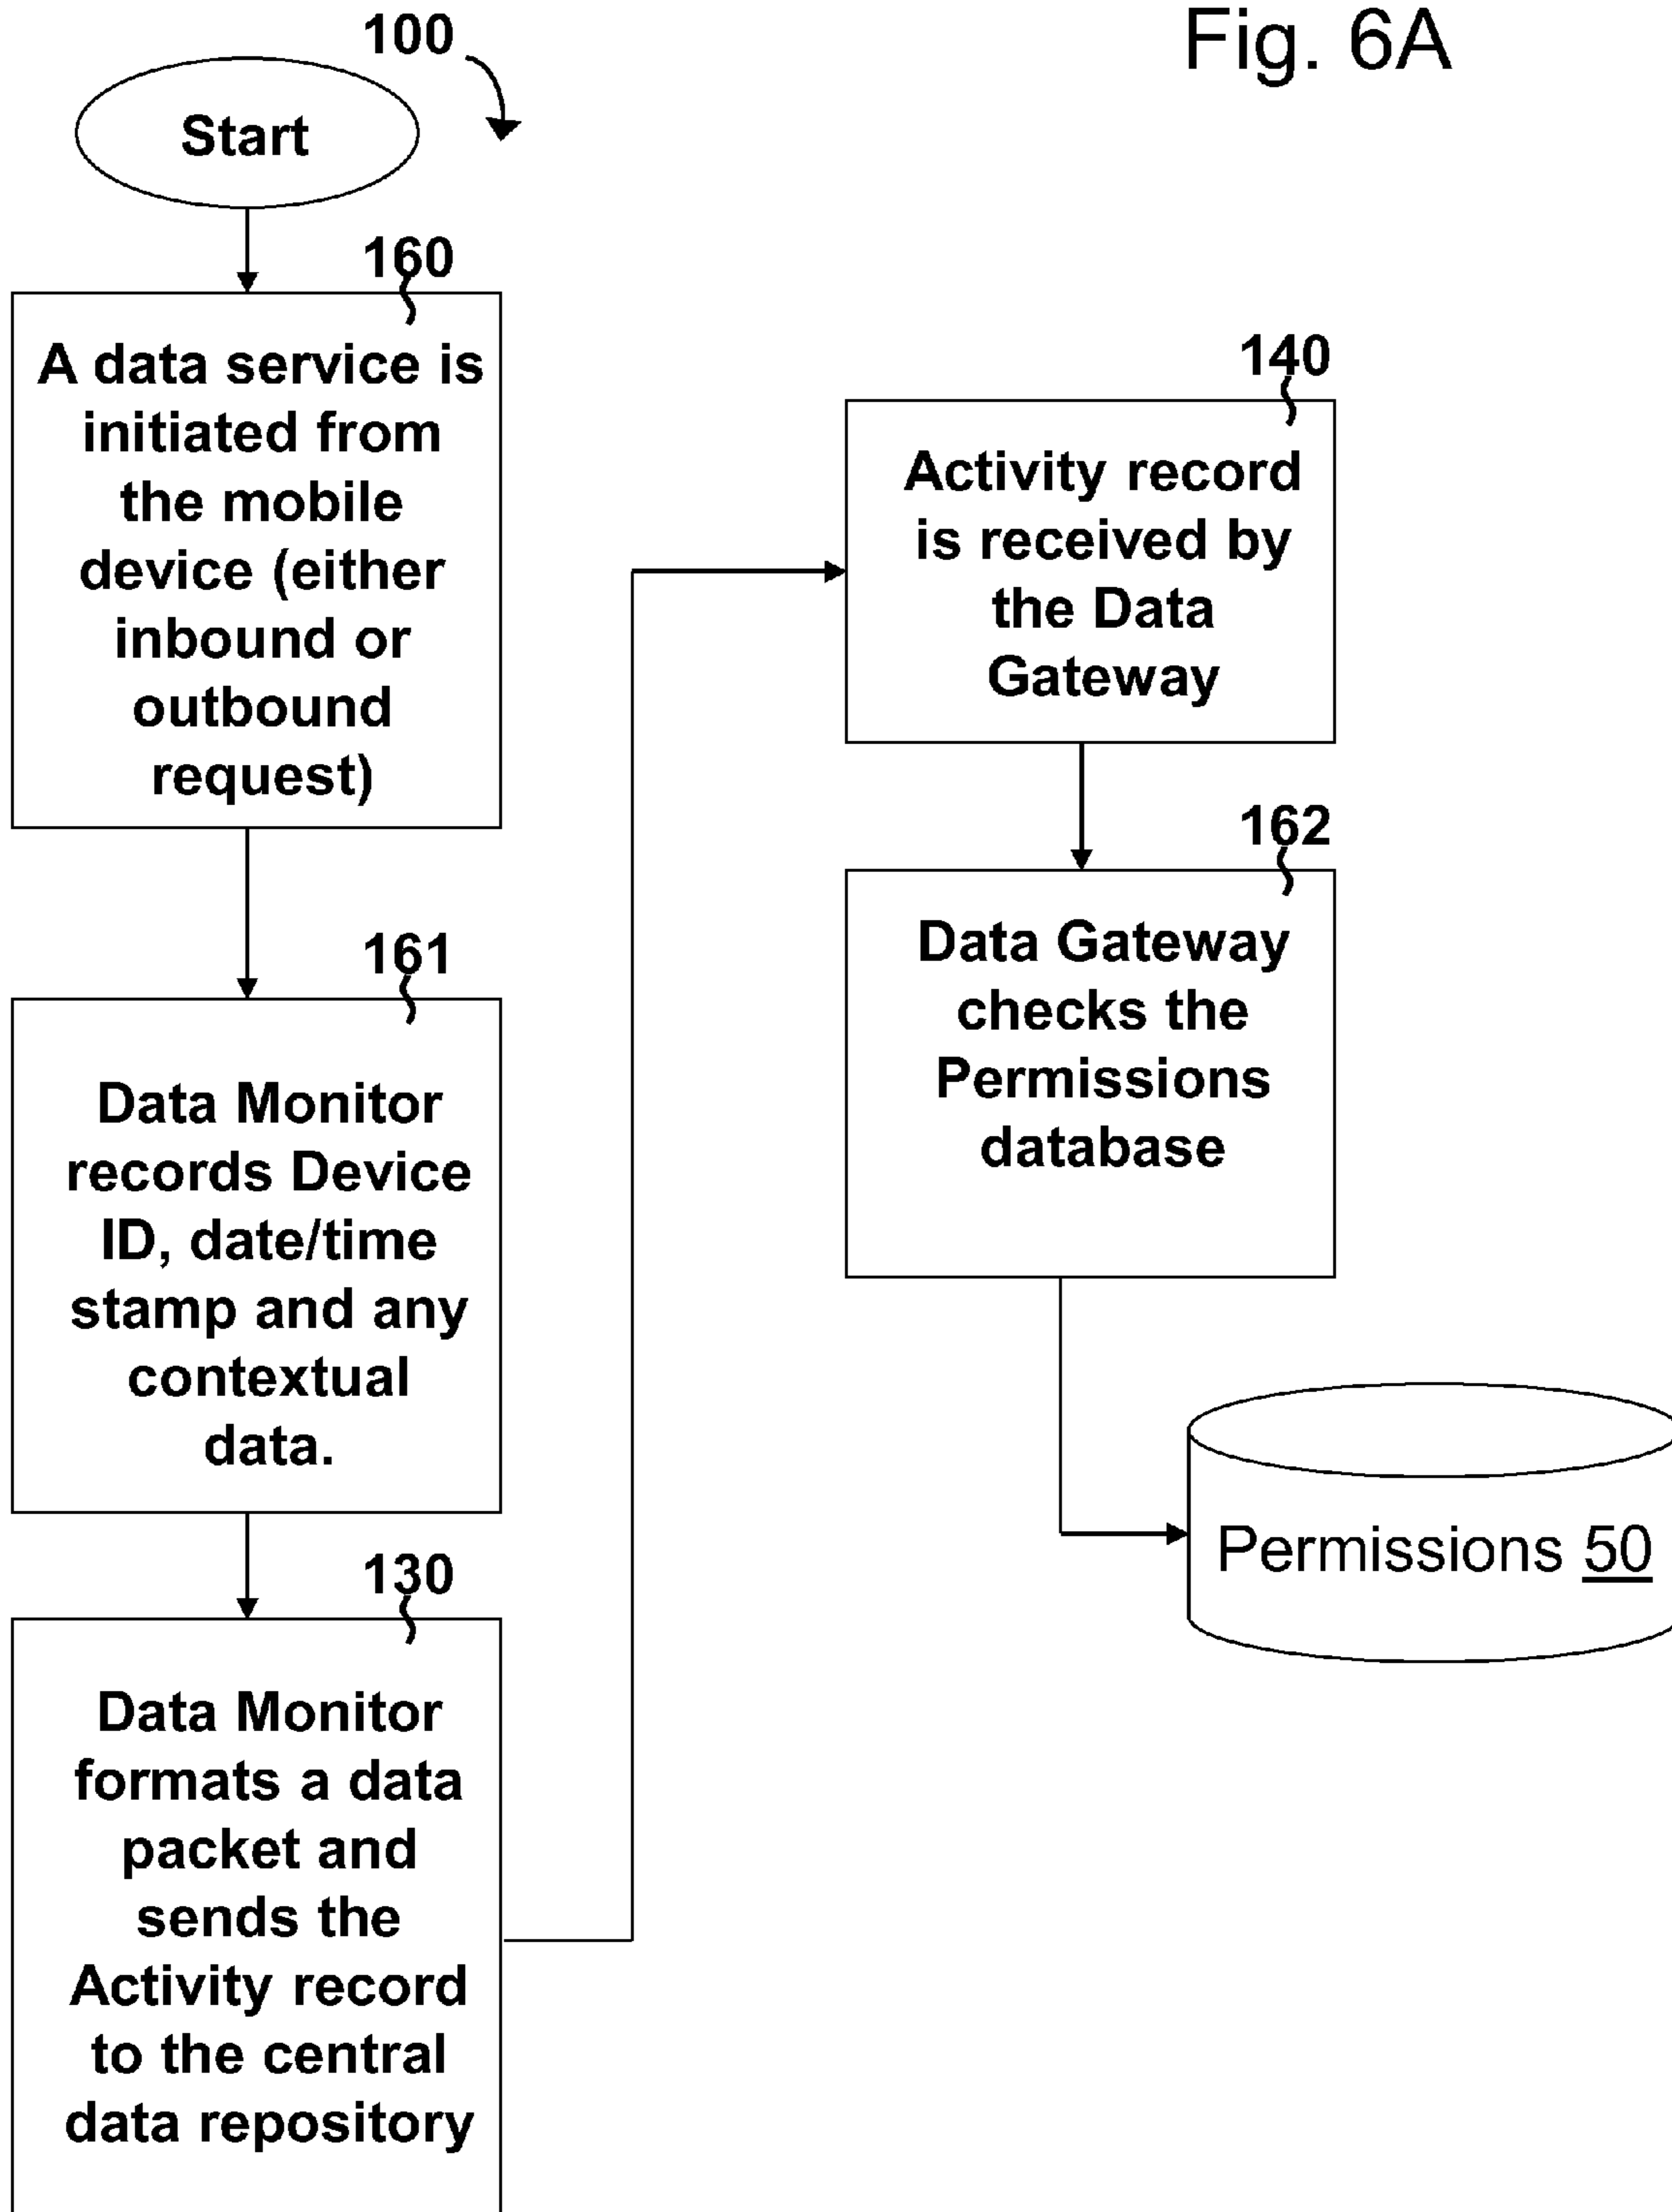 Fig. 6A
100
Start
160
A data service is
initiated from
the mobile
device (either
inbound or
outbound
request)
161
Data Monitor
records Device
ID, date/time
stamp and any
contextual
data.
130
Data Monitor
formats a data
packet and
sends the
Activity record
to the central
data repository
140
Activity record
is received by
the Data
Gateway
162
Data Gateway
checks the
Permissions
database
Permissions 50